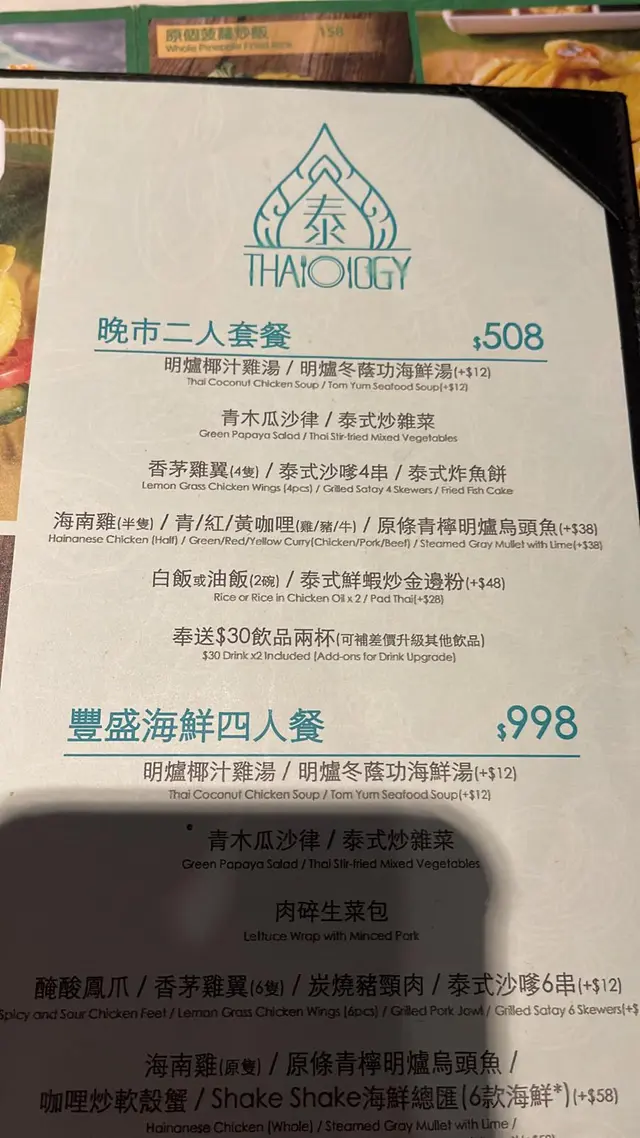 原個菠蘿炒飯 158
Whole Pineapple Fried Rice
泰
THAIOLOGY
晚市二人套餐 $508
明爐椰汁雞湯 / 明爐冬蔭功海鮮湯(+$12)
Thai Coconut Chicken Soup / Tom Yum Seafood Soup(+$12)
青木瓜沙律 / 泰式炒雜菜
Green Papaya Salad / Thai Stir-fried Mixed Vegetables
香茅雞翼(4隻) / 泰式沙嗲4串 / 泰式炸魚餅
Lemon Grass Chicken Wings (4pcs) / Grilled Satay 4 Skewers / Fried Fish Cake
海南雞(半隻) / 青/紅/黃咖喱(雞/豬/牛) / 原條青檸明爐烏頭魚(+$38)
Hainanese Chicken (Half) / Green/Red/Yellow Curry(Chicken/Pork/Beef) / Steamed Gray Mullet with Lime(+$38)
白飯或油飯(2碗) / 泰式鮮蝦炒金邊粉(+$48)
Rice or Rice in Chicken Oil x 2 / Pad Thai(+$28)
奉送$30飲品兩杯(可補差價升級其他飲品)
$30 Drink x2 Included (Add-ons for Drink Upgrade)
豐盛海鮮四人餐 $998
明爐椰汁雞湯 / 明爐冬蔭功海鮮湯(+$12)
Thai Coconut Chicken Soup / Tom Yum Seafood Soup(+$12)
青木瓜沙律 / 泰式炒雜菜
Green Papaya Salad / Thai Stir-fried Mixed Vegetables
肉碎生菜包
Lettuce Wrap with Minced Pork
醃酸鳳爪 / 香茅雞翼(6隻) / 炭燒豬頸肉 / 泰式沙嗲6串(+$12)
Spicy and Sour Chicken Feet / Lemon Grass Chicken Wings (6pcs) / Grilled Pork Jowl / Grilled Satay 6 Skewers(+$
海南雞(原隻) / 原條青檸明爐烏頭魚 /
咖哩炒軟殼蟹 / Shake Shake海鮮總匯(6款海鮮*)(+$58)
Hainanese Chicken (Whole) / Steamed Gray Mullet with Lime /